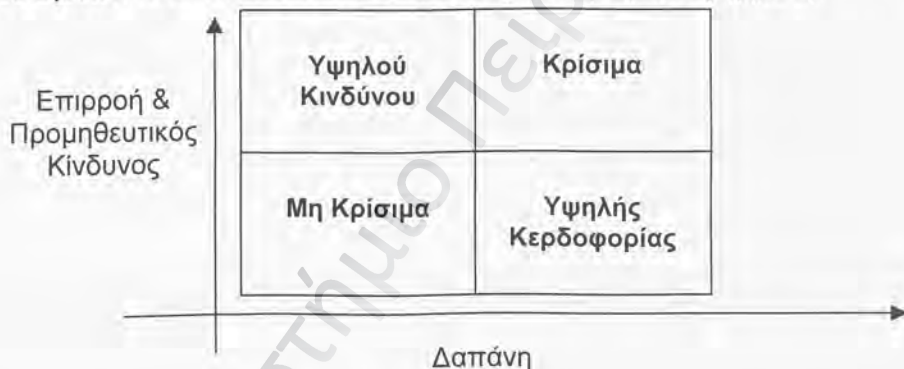 Υψηλού
Κινδύνου
Κρίσιμα
Επιρροή &
Προμηθευτικός
Κίνδυνος
Μη Κρίσιμα
Υψηλής
Κερδοφορίας
Δαπάνη